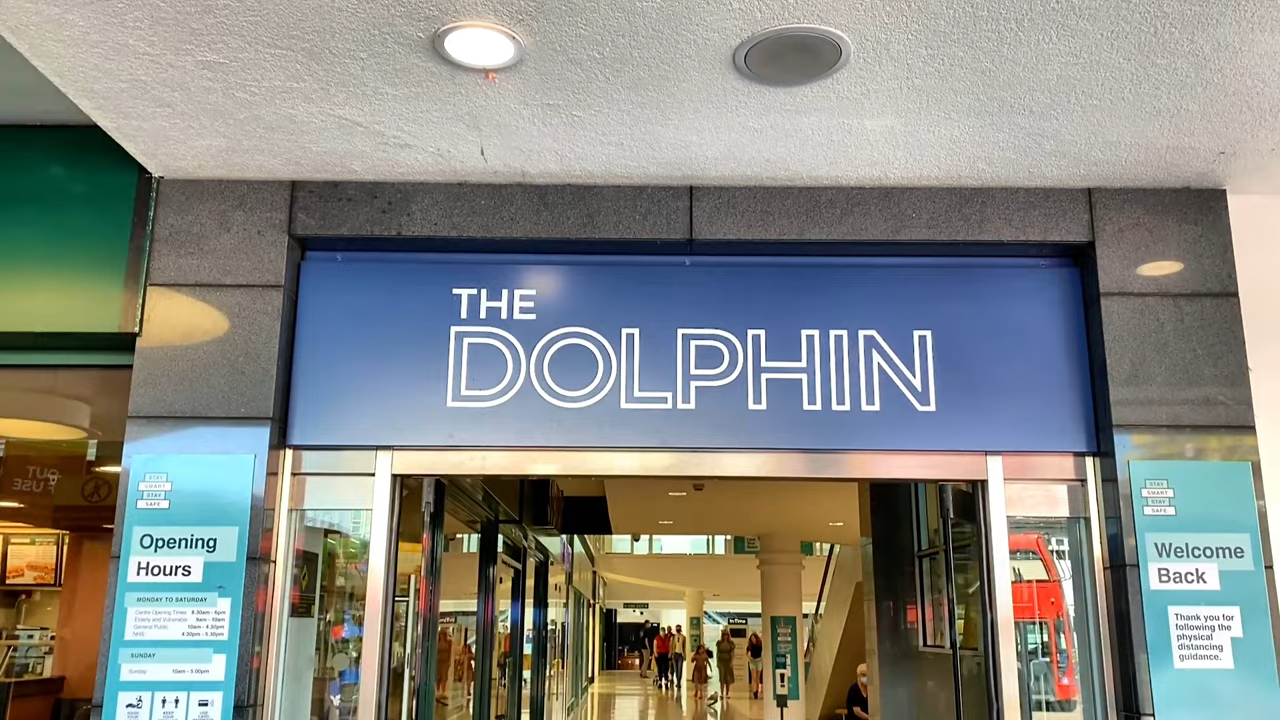 THE
DOLPHIN
STAY
SMART
STAY
SAFE
Opening
Hours
MONDAY TO SATURDAY
Centre Opening Times 8.30am - 6pm
Elderly and Vulnerable 9am - 10am
General Public 10am - 4.30pm
NHS 4.30pm - 5.30pm
SUNDAY
Sunday 10am - 5.00pm
STAY
SMART
STAY
SAFE
Welcome
Back
Thank you for
following the
physical
distancing
guidance.
InTime